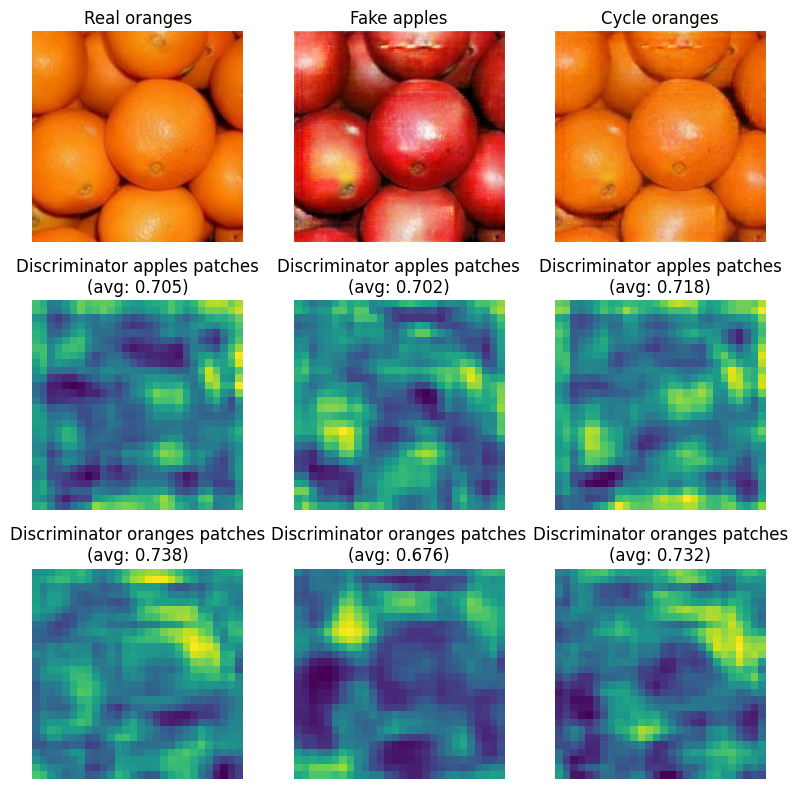 Real oranges
Fake apples
Cycle oranges
Discriminator apples patches
(avg: 0.705)
Discriminator apples patches
(avg: 0.702)
Discriminator apples patches
(avg: 0.718)
Discriminator oranges patches
(avg: 0.738)
Discriminator oranges patches
(avg: 0.676)
Discriminator oranges patches
(avg: 0.732)